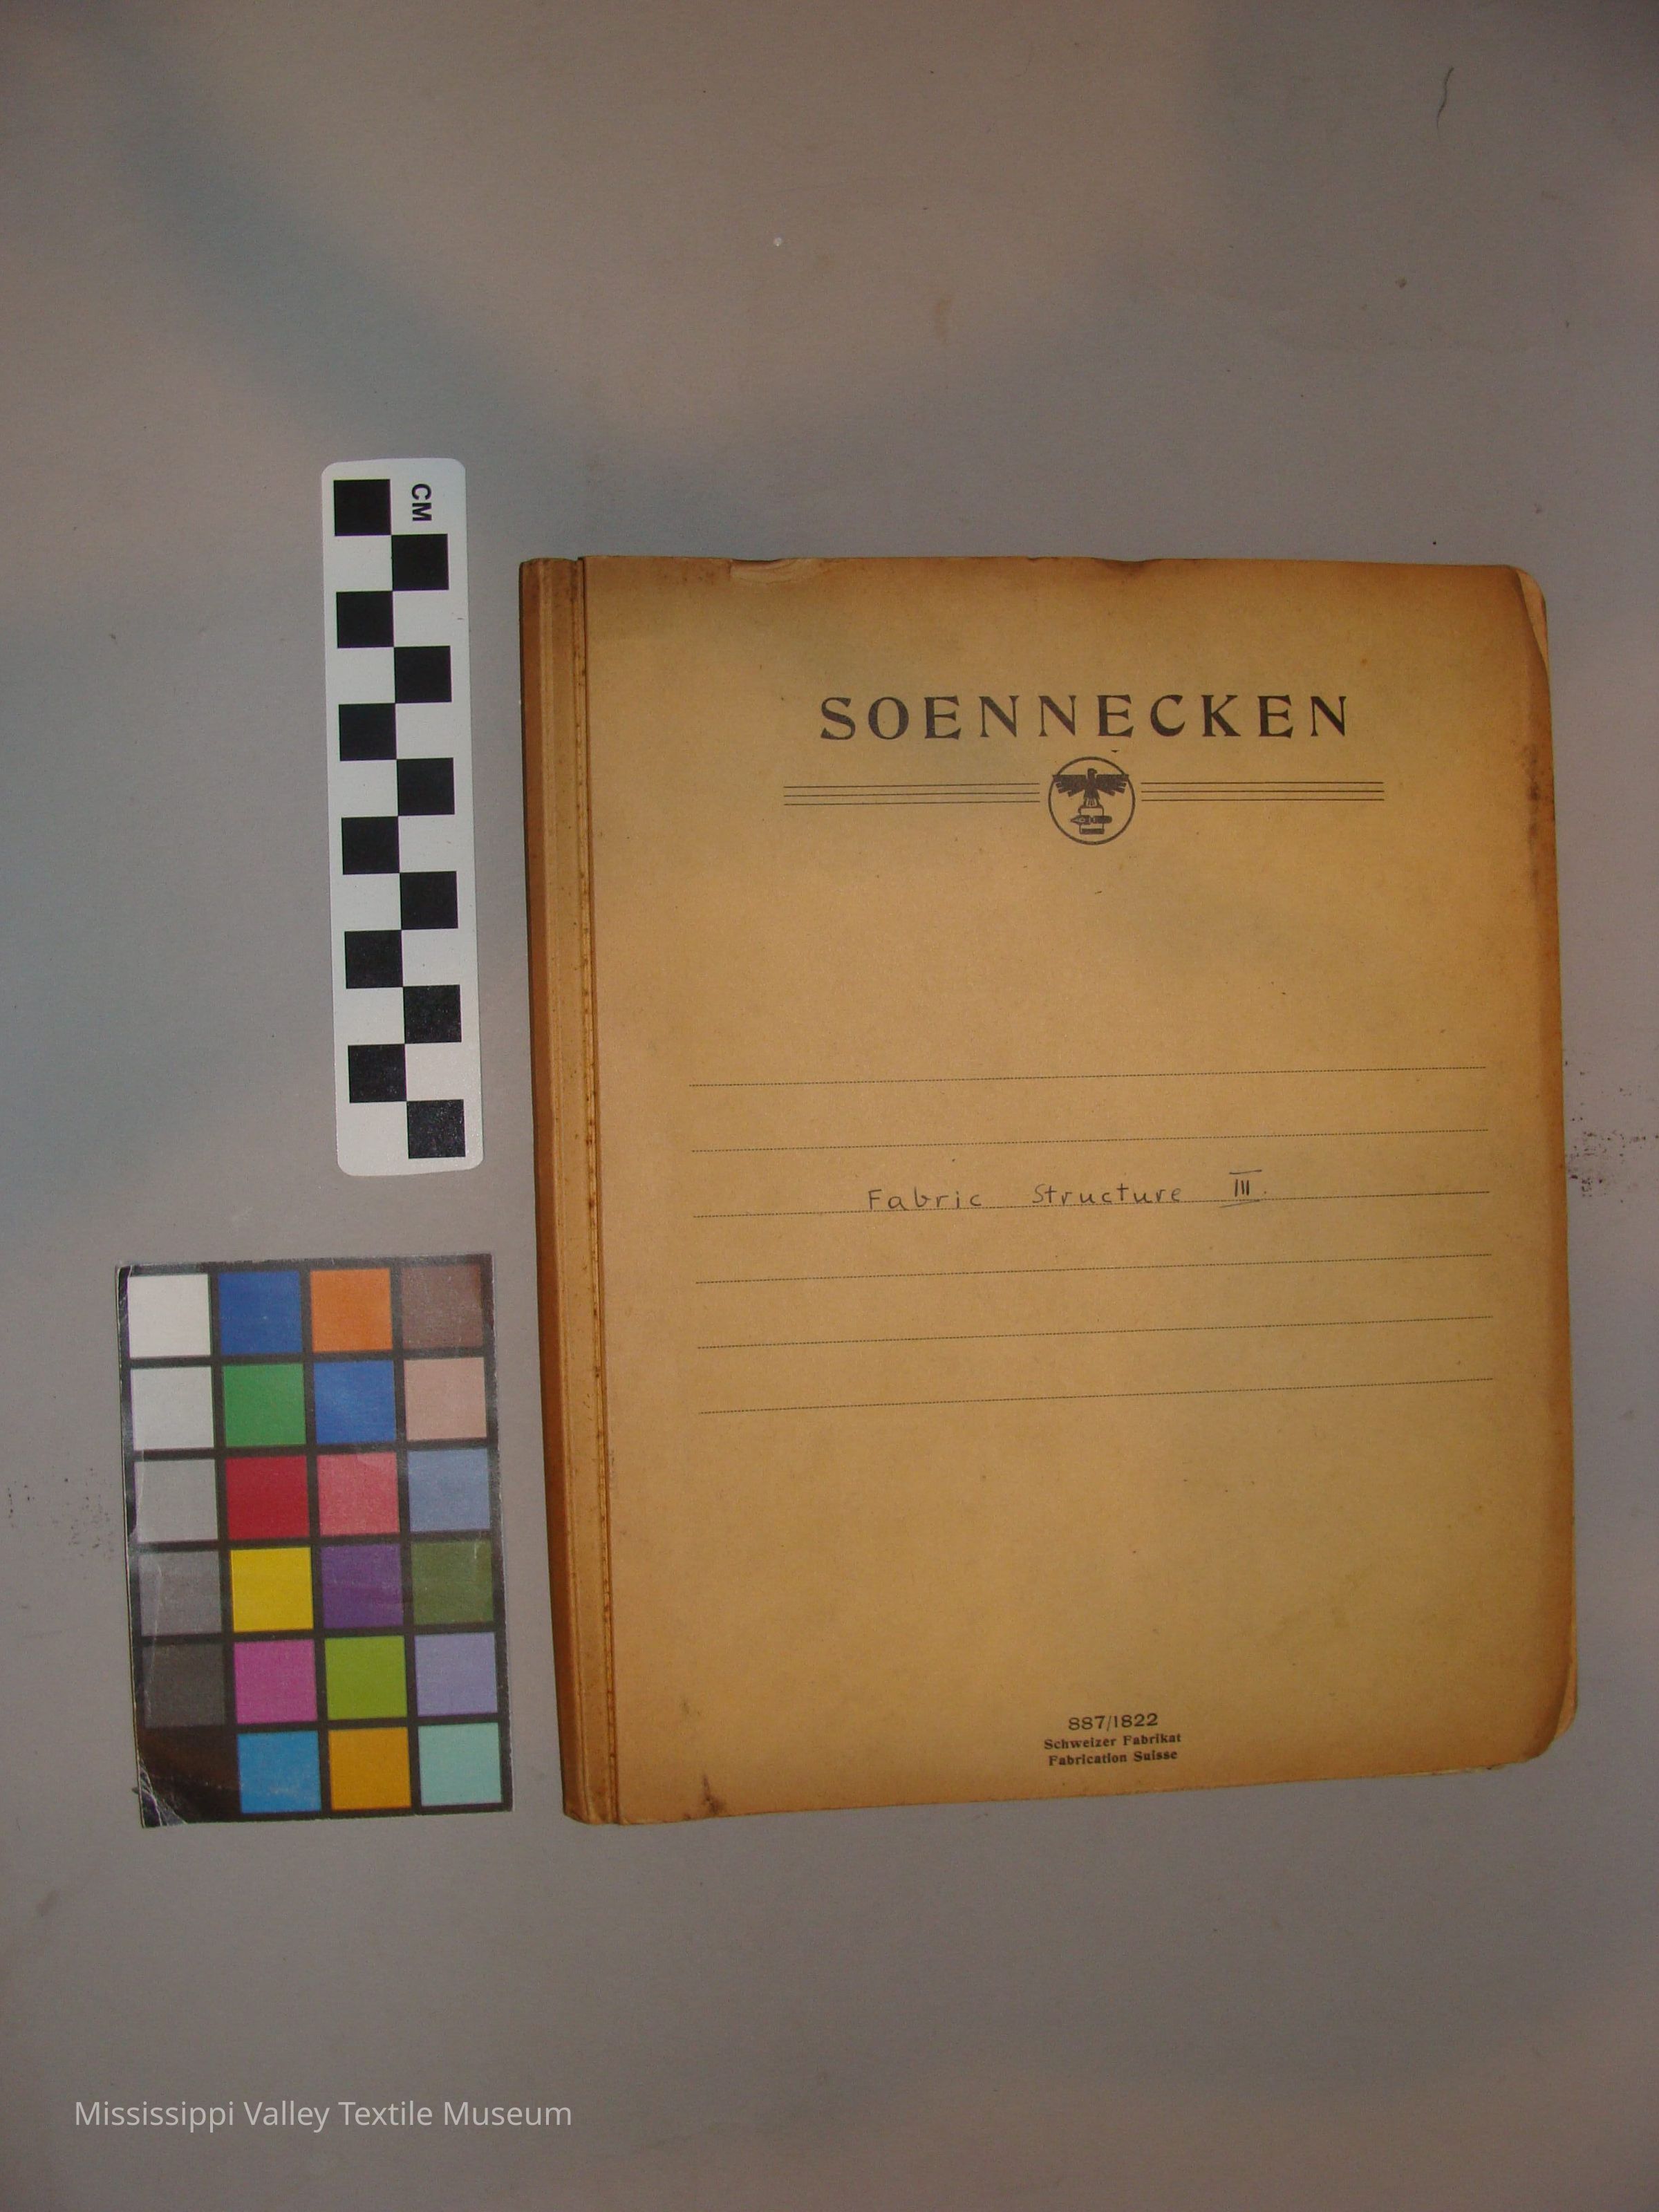 CM
SOENNECKEN
Fabric Structure III.
887/1822
Schweizer Fabrikat
Fabrication Suisse
Mississippi Valley Textile Museum